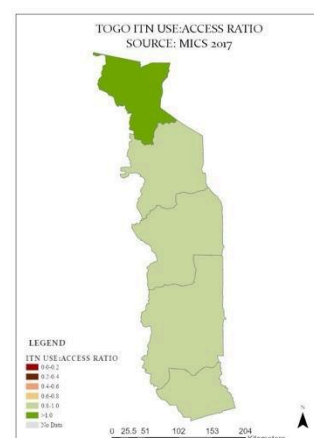 TOGO ITN USE:ACCESS RATIO
SOURCE: MICS 2017
LEGEND
ITN USE:ACCESS RATIO
0.6-0.2
0.2-0.4
0.4-0.6
0.6-0.8
0.8-1.0
>1.0
No Data
N
0 25.5 51 102 153 204
Kilometers